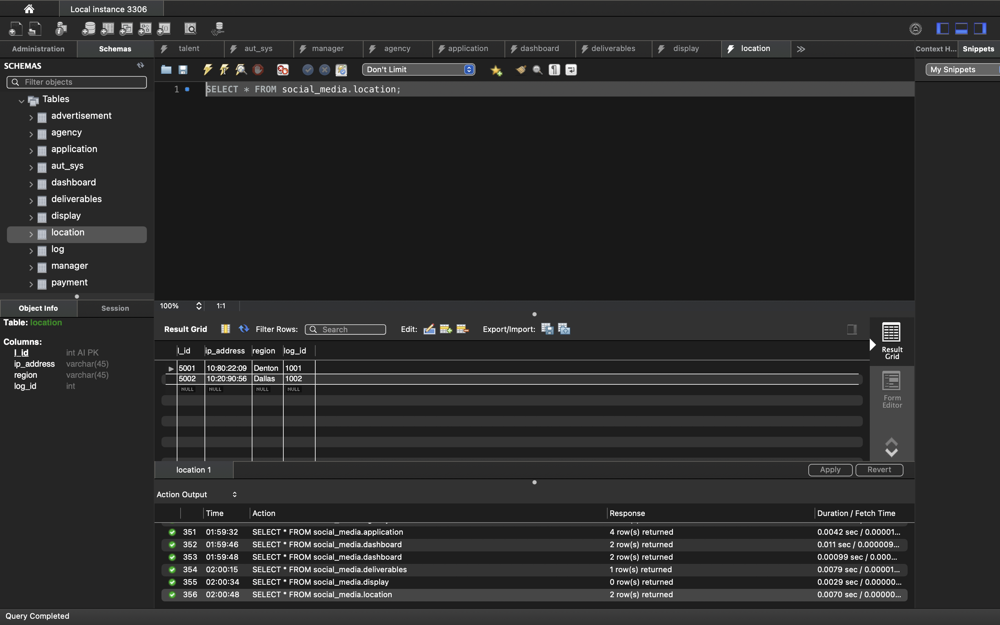 Local instance 3306
Administration Schemas talent aut_sys manager agency application dashboard deliverables display location Context H... Snippets
SCHEMAS
Don't Limit
My Snippets
Filter objects
1 SELECT * FROM social_media.location;
Tables
advertisement
agency
application
aut_sys
dashboard
deliverables
display
location
log
manager
payment
Object Info Session
100% 1:1
Table: location
Columns:
l_id int AI PK
ip_address varchar(45)
region varchar(45)
log_id int
Result Grid Filter Rows: Search Edit: Export/Import:
l_id ip_address region log_id
5001 10:80:22:09 Denton 1001
5002 10:20:90:56 Dallas 1002
NULL NULL NULL NULL
Result
Grid
Form
Editor
location 1 Apply Revert
Action Output
Time Action Response Duration / Fetch Time
351 01:59:32 SELECT * FROM social_media.application 4 row(s) returned 0.0042 sec / 0.00001...
352 01:59:46 SELECT * FROM social_media.dashboard 2 row(s) returned 0.011 sec / 0.000009...
353 01:59:48 SELECT * FROM social_media.dashboard 2 row(s) returned 0.00099 sec / 0.000...
354 02:00:15 SELECT * FROM social_media.deliverables 1 row(s) returned 0.0079 sec / 0.00001...
355 02:00:34 SELECT * FROM social_media.display 0 row(s) returned 0.0029 sec / 0.00000...
356 02:00:48 SELECT * FROM social_media.location 2 row(s) returned 0.0070 sec / 0.00000...
Query Completed